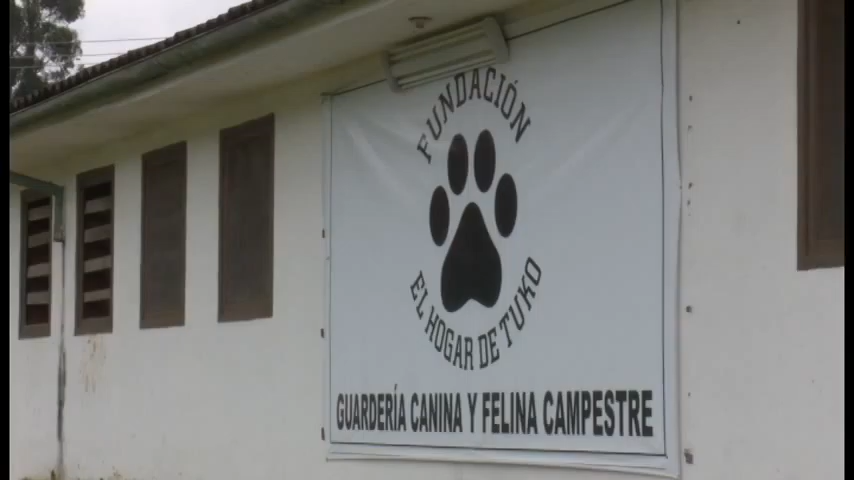 FUNDACIÓN
EL HOGAR DE TUKO
GUARDERÍA CANINA Y FELINA CAMPESTRE